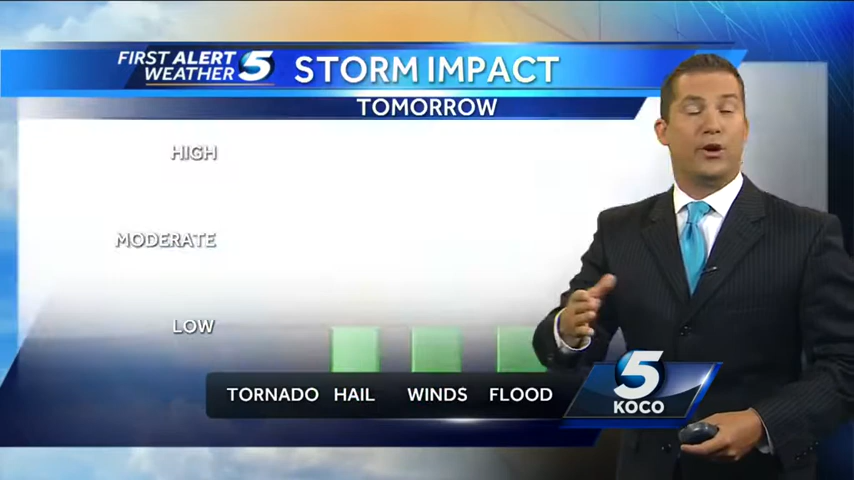 FIRST ALERT
WEATHER 5
STORM IMPACT
TOMORROW
HIGH
MODERATE
LOW
TORNADO HAIL WINDS FLOOD
5
KOCO